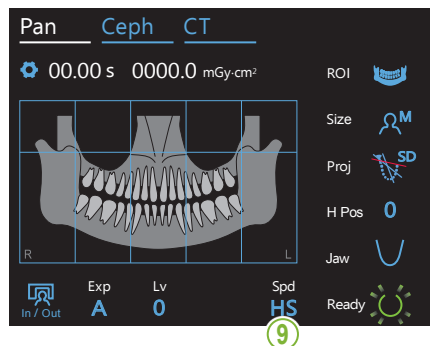 Pan Ceph CT
00.00 s 0000.0 mGy·cm²
ROI
Size M
Proj SD
H Pos 0
R L
Jaw
In / Out
Exp A
Lv 0
Spd HS
Ready
9